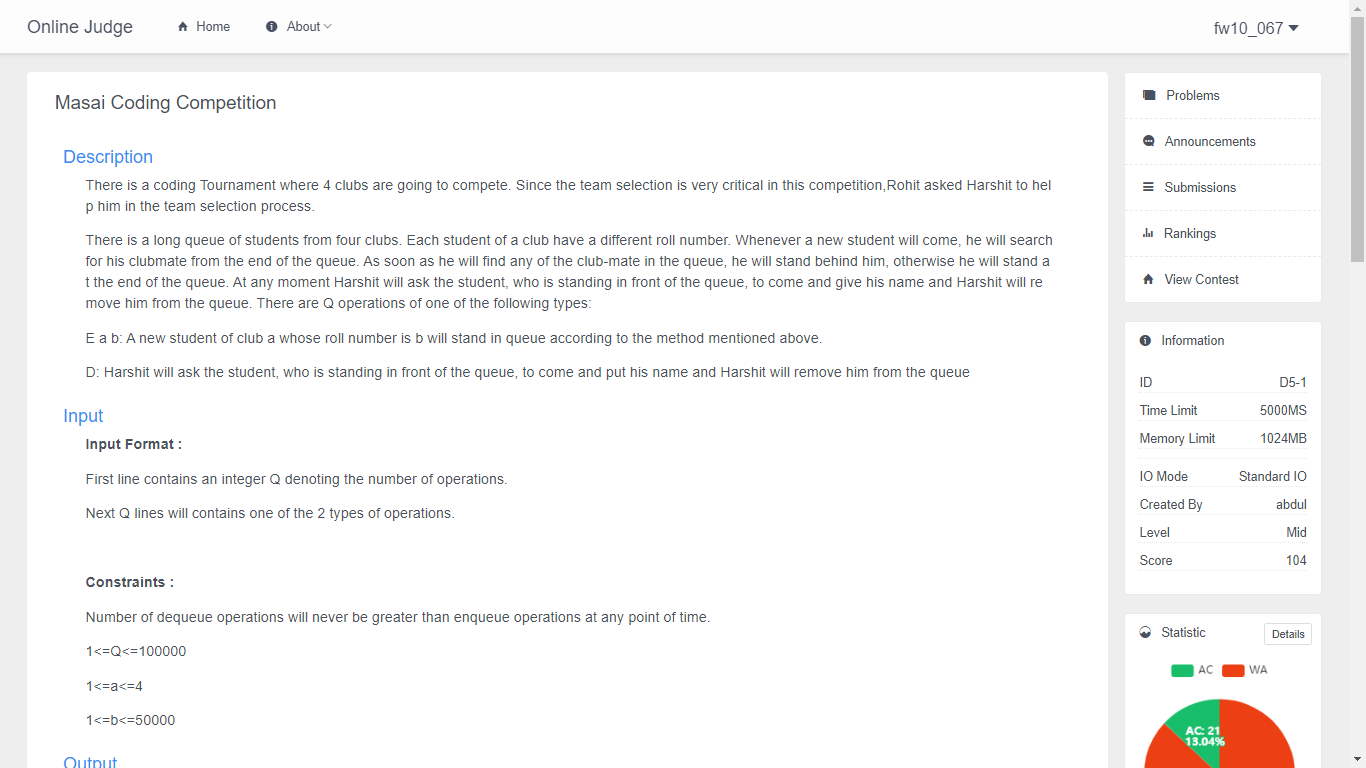 Online Judge
Home
About
fw10_067
Masai Coding Competition
Description
There is a coding Tournament where 4 clubs are going to compete. Since the team selection is very critical in this competition,Rohit asked Harshit to hel
p him in the team selection process.
There is a long queue of students from four clubs. Each student of a club have a different roll number. Whenever a new student will come, he will search
for his clubmate from the end of the queue. As soon as he will find any of the club-mate in the queue, he will stand behind him, otherwise he will stand a
t the end of the queue. At any moment Harshit will ask the student, who is standing in front of the queue, to come and give his name and Harshit will re
move him from the queue. There are Q operations of one of the following types:
E a b: A new student of club a whose roll number is b will stand in queue according to the method mentioned above.
D: Harshit will ask the student, who is standing in front of the queue, to come and put his name and Harshit will remove him from the queue
Input
Input Format :
First line contains an integer Q denoting the number of operations.
Next Q lines will contains one of the 2 types of operations.
Constraints :
Number of dequeue operations will never be greater than enqueue operations at any point of time.
1<=Q<=100000
1<=a<=4
1<=b<=50000
Output
Problems
Announcements
Submissions
Rankings
View Contest
Information
ID D5-1
Time Limit 5000MS
Memory Limit 1024MB
IO Mode Standard IO
Created By abdul
Level Mid
Score 104
Statistic Details
AC WA
AC: 21
13.04%